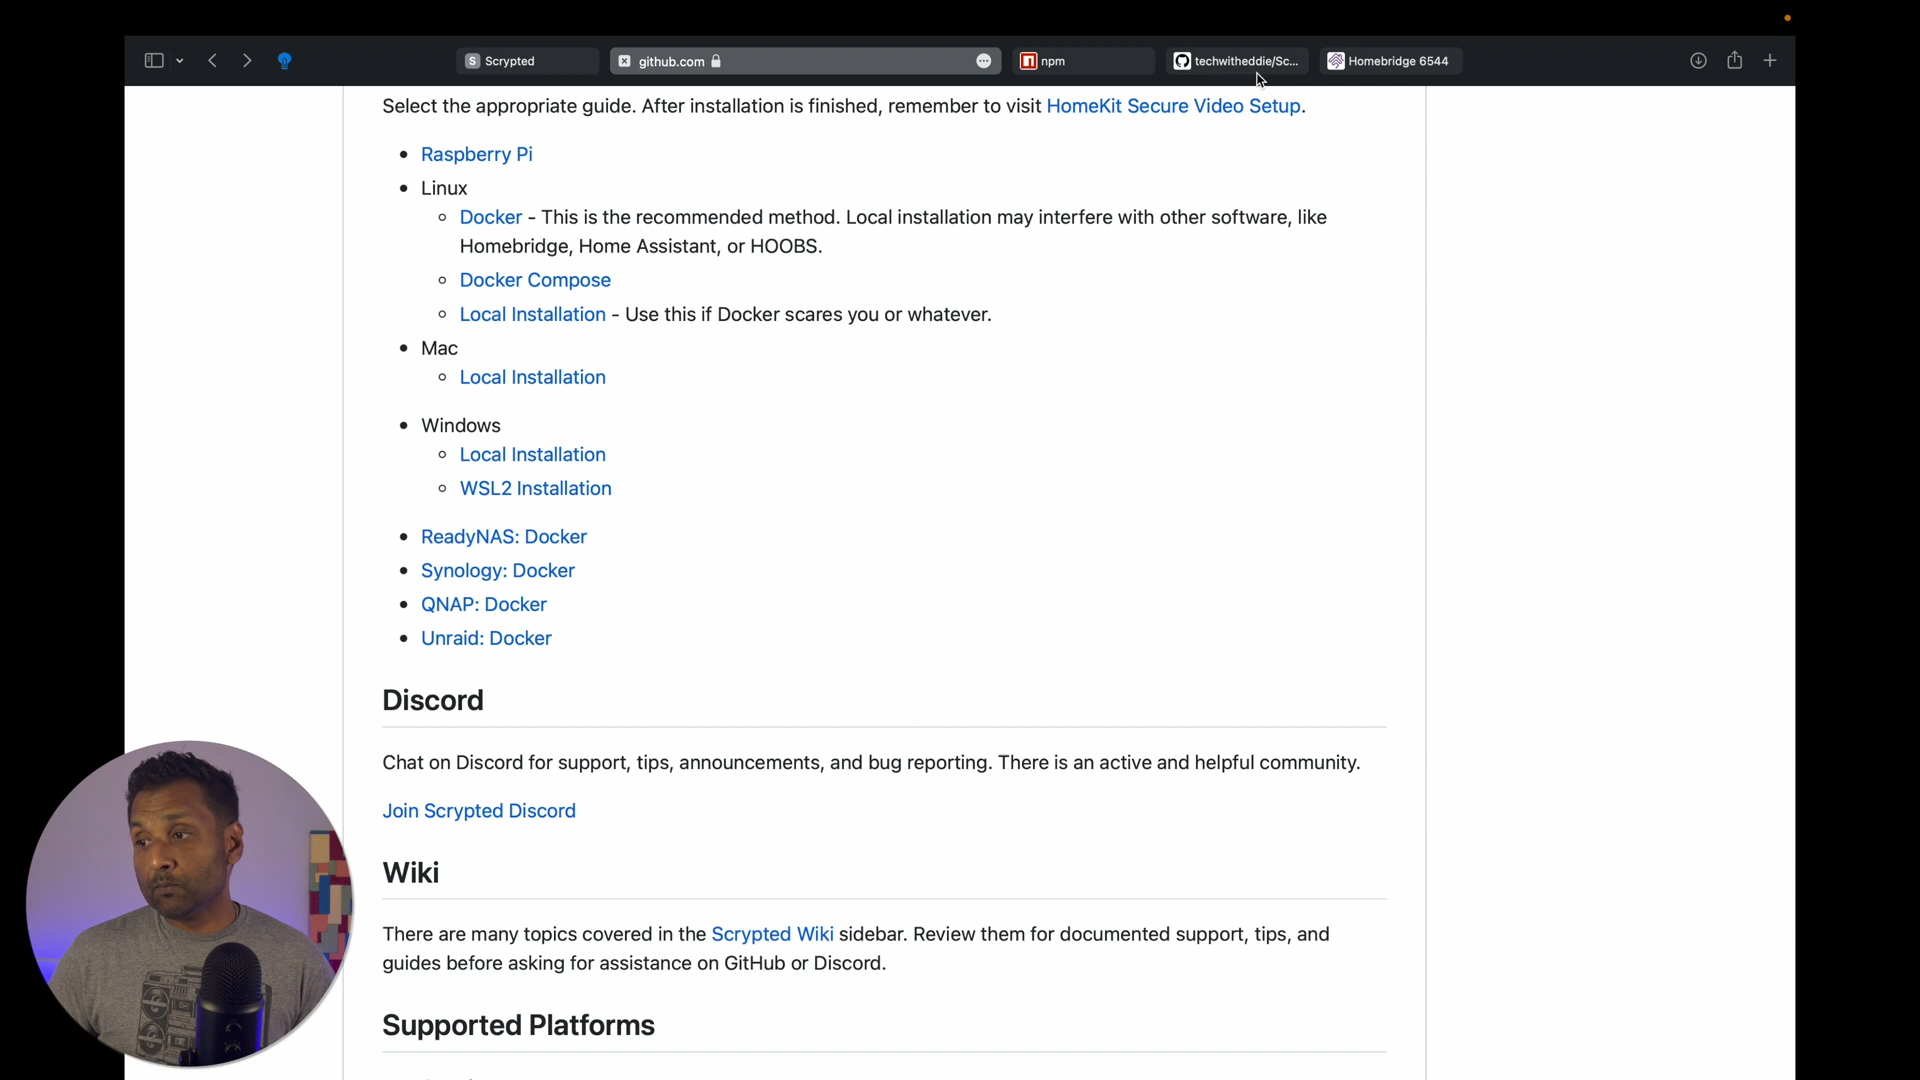 S Scrypted
github.com
npm
techwitheddie/Sc...
Homebridge 6544
Select the appropriate guide. After installation is finished, remember to visit HomeKit Secure Video Setup.
Raspberry Pi
Linux
Docker - This is the recommended method. Local installation may interfere with other software, like
Homebridge, Home Assistant, or HOOBS.
Docker Compose
Local Installation - Use this if Docker scares you or whatever.
Mac
Local Installation
Windows
Local Installation
WSL2 Installation
ReadyNAS: Docker
Synology: Docker
QNAP: Docker
Unraid: Docker
Discord
Chat on Discord for support, tips, announcements, and bug reporting. There is an active and helpful community.
Join Scrypted Discord
Wiki
There are many topics covered in the Scrypted Wiki sidebar. Review them for documented support, tips, and
guides before asking for assistance on GitHub or Discord.
Supported Platforms